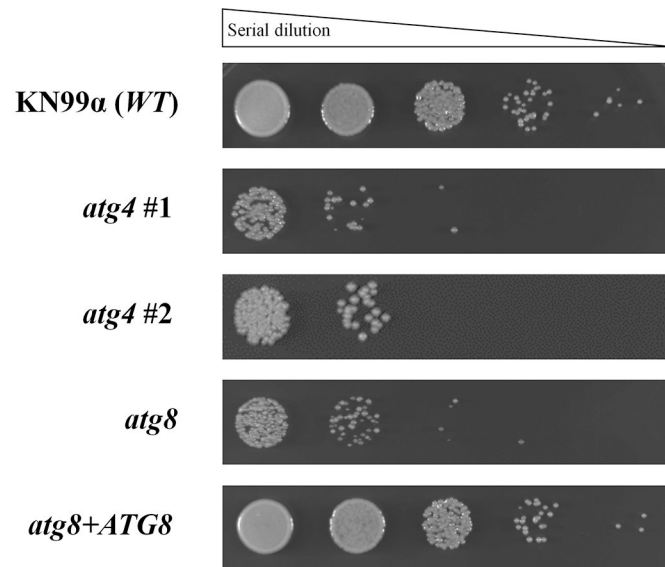 Serial dilution
KN99α (WT)
atg4 #1
atg4 #2
atg8
atg8+ATG8